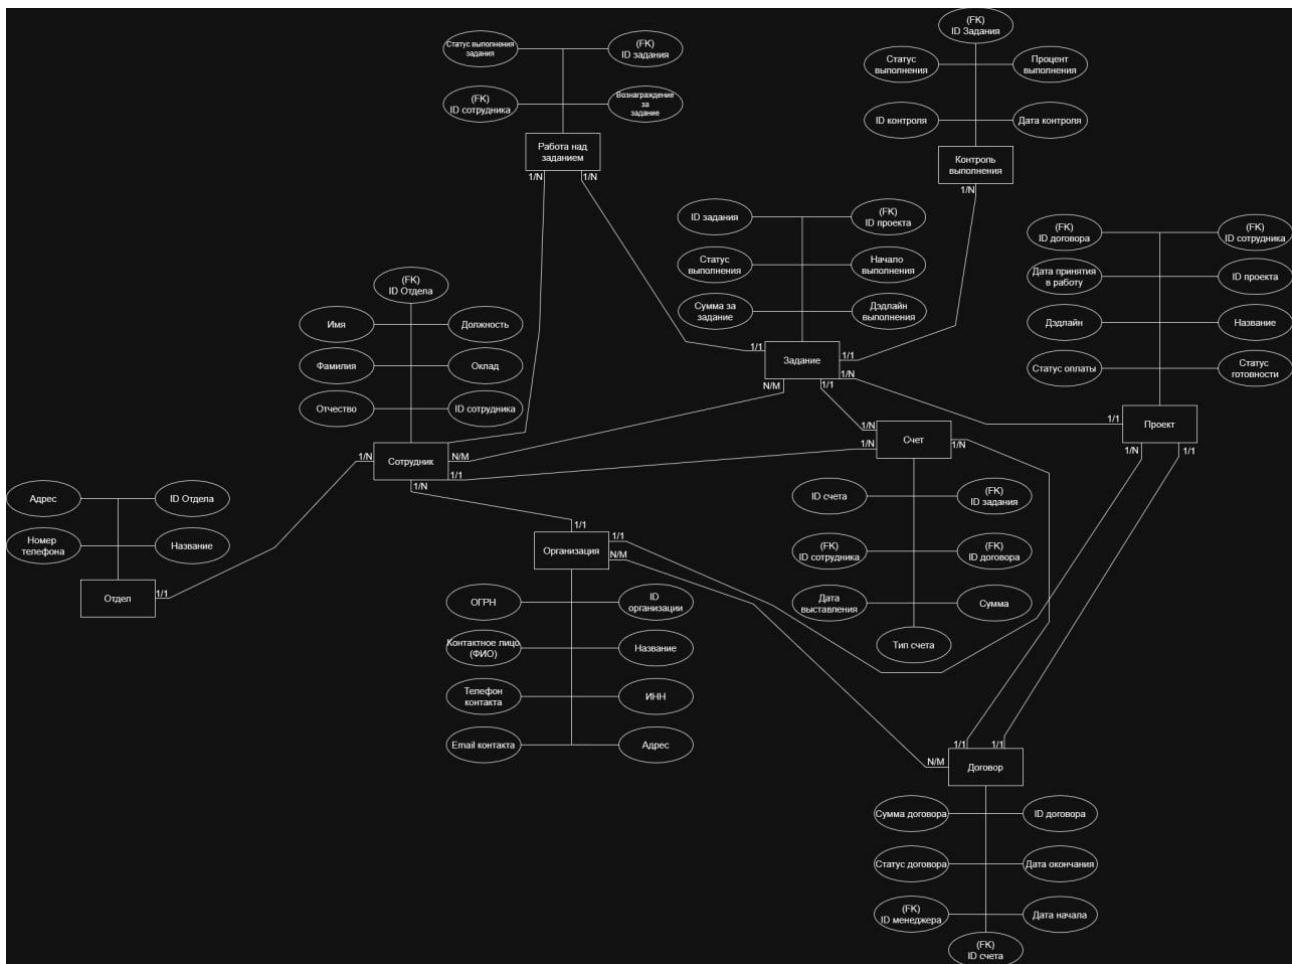 Статус выполнения
задания
(FK)
ID задания
(FK)
ID сотрудника
Вознаграждение
за
задание
Работа над
заданием
1/N
1/N
(FK)
ID Задания
Статус
выполнения
Процент
выполнения
ID контроля
Дата контроля
Контроль
выполнения
1/N
ID задания
(FK)
ID проекта
Статус
выполнения
Начало
выполнения
Сумма за
задание
Дэдлайн
выполнения
1/1
Задание
1/1
1/N
N/M
1/1
(FK)
ID договора
(FK)
ID сотрудника
Дата принятия
в работу
ID проекта
Дэдлайн
Название
Статус оплаты
Статус
готовности
1/1
Проект
1/N
1/1
(FK)
ID Отдела
Имя
Должность
Фамилия
Оклад
Отчество
ID сотрудника
1/N
Сотрудник
N/M
1/1
1/N
Адрес
ID Отдела
Номер
телефона
Название
Отдел
1/1
1/N
1/N
Счет
1/N
ID счета
(FK)
ID задания
(FK)
ID сотрудника
(FK)
ID договора
Дата
выставления
Сумма
Тип счета
1/1
Организация
1/1
N/M
ОГРН
ID
организации
Контактное лицо
(ФИО)
Название
Телефон
контакта
ИНН
Email контакта
Адрес
1/1
1/1
N/M
Договор
Сумма договора
ID договора
Статус договора
Дата окончания
(FK)
ID менеджера
Дата начала
(FK)
ID счета